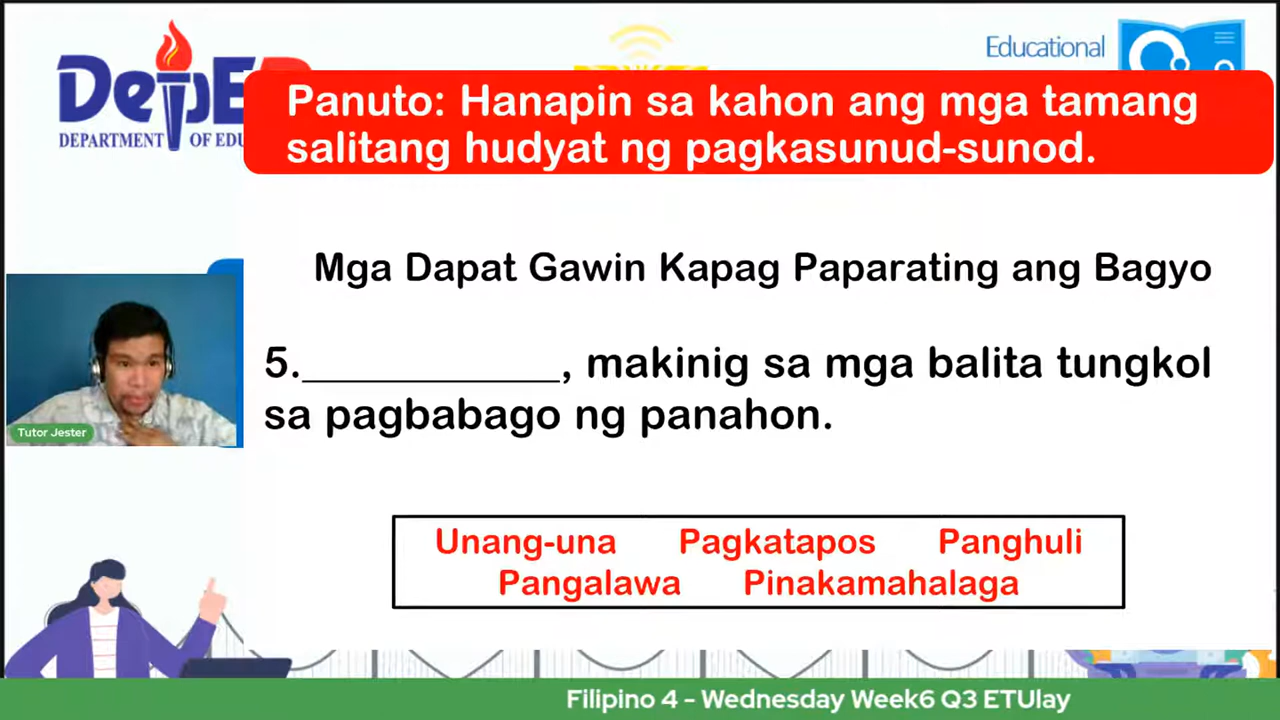 DepED
DEPARTMENT OF EDU
Educational
Panuto: Hanapin sa kahon ang mga tamang
salitang hudyat ng pagkasunud-sunod.
Mga Dapat Gawin Kapag Paparating ang Bagyo
5.___________, makinig sa mga balita tungkol
sa pagbabago ng panahon.
Tutor Jester
Unang-una Pagkatapos Panghuli
Pangalawa Pinakamahalaga
Filipino 4 - Wednesday Week6 Q3 ETUlay